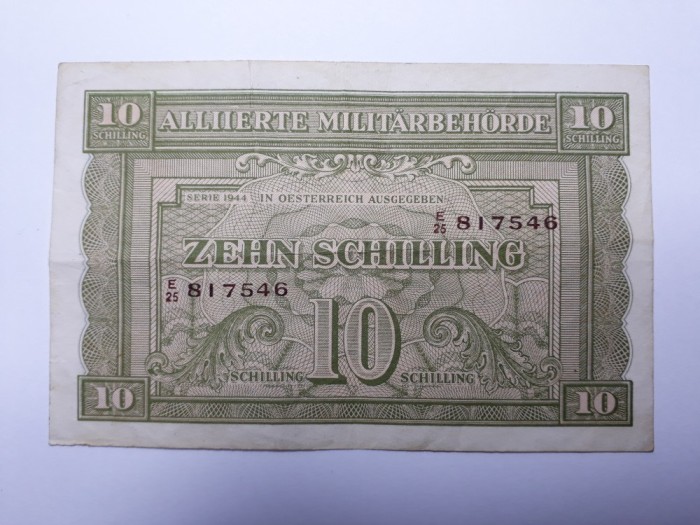 10 ALLIIERTE MILITÄRBEHÖRDE 10
SCHILLING SCHILLING
SERIE 1944 IN OESTERREICH AUSGEGEBEN
E/25 817546
ZEHN SCHILLING
E/25 817546
10
SCHILLING SCHILLING
10 10